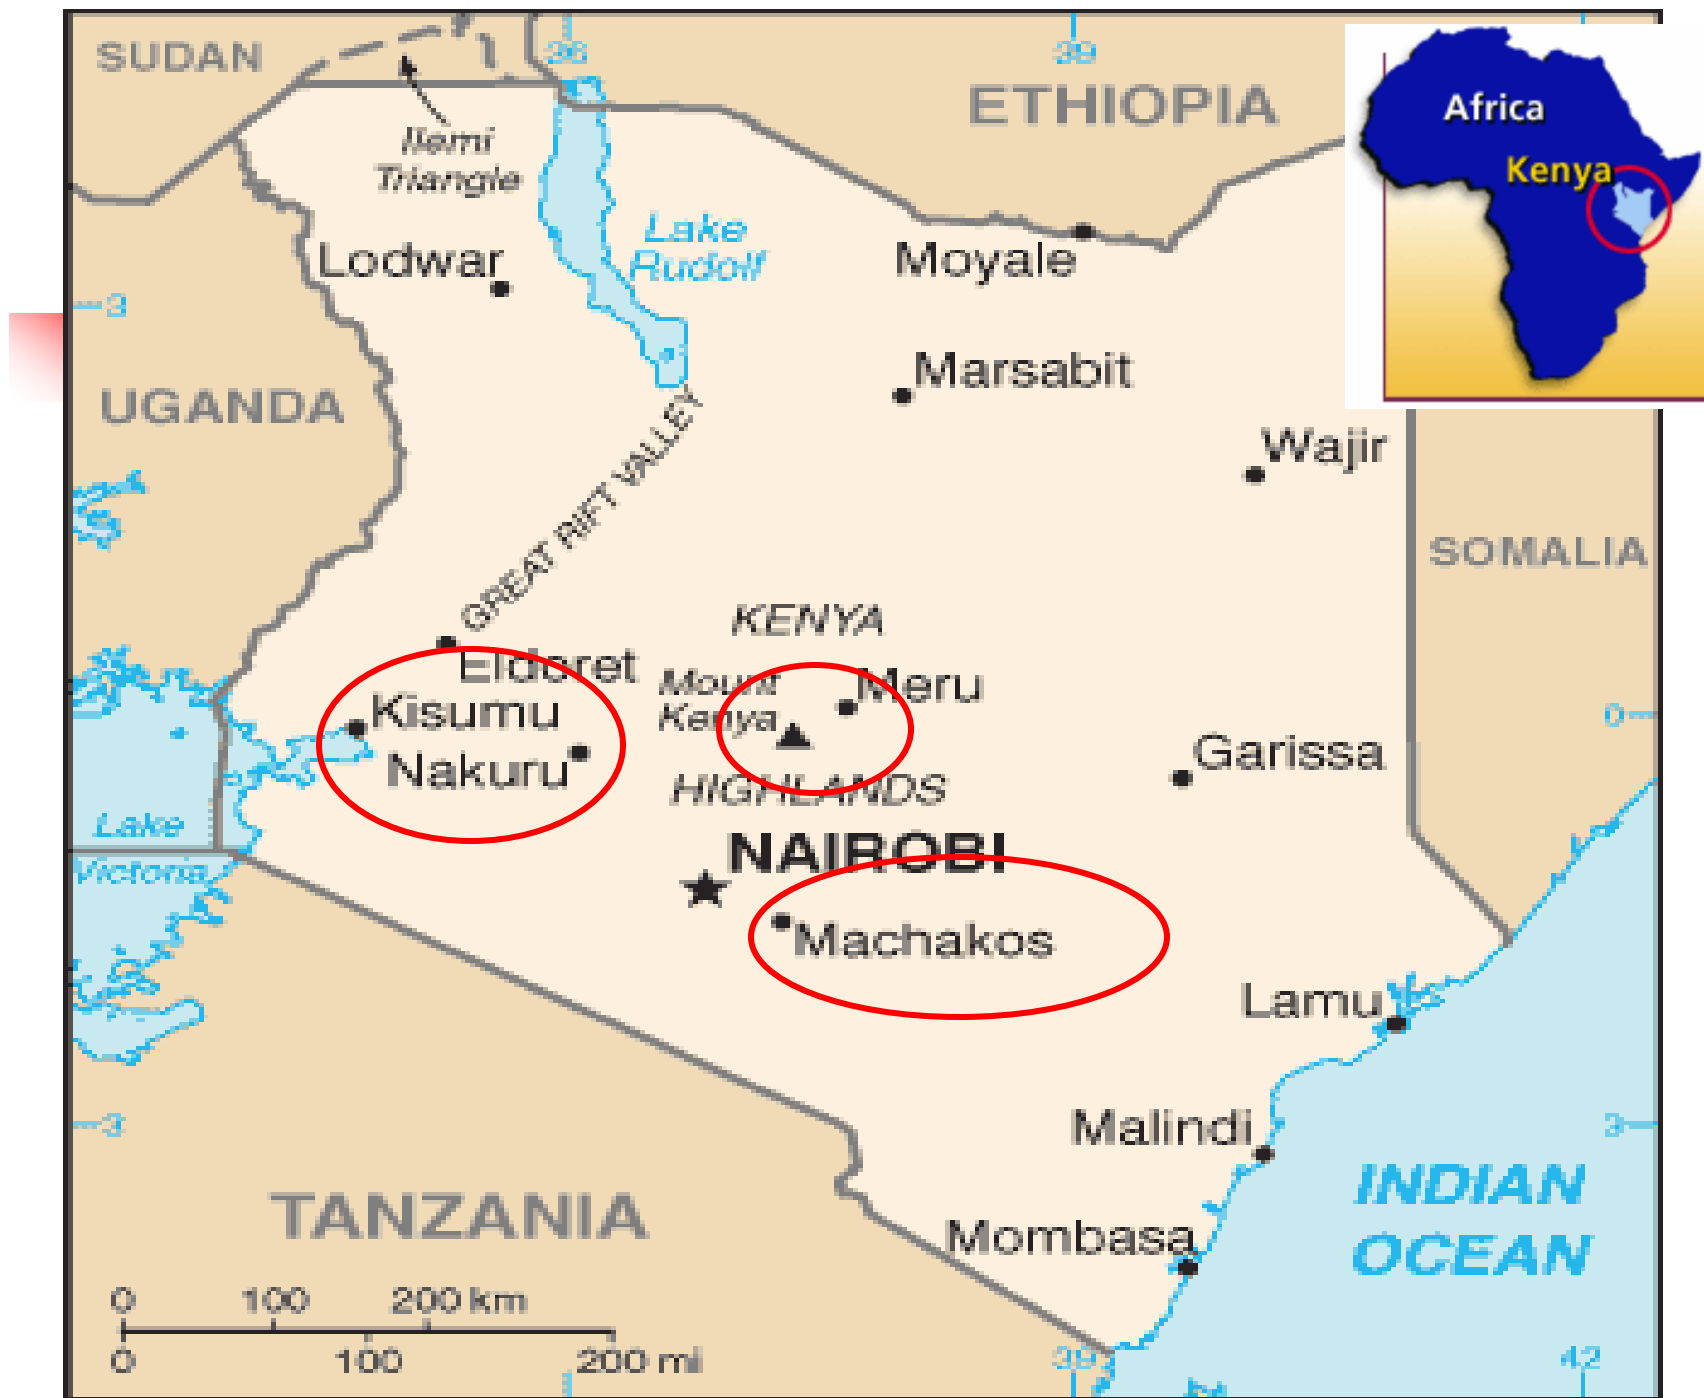 SUDAN
36
39
ETHIOPIA
Africa
Kenya
Ilemi
Triangle
Lake
Rudolf
Lodwar
Moyale
3
Marsabit
UGANDA
Wajir
GREAT RIFT VALLEY
SOMALIA
KENYA
Eldoret
Mount
Kenya
Meru
Kisumu
0
Nakuru
Garissa
HIGHLANDS
Lake
Victoria
NAIROBI
Machakos
Lamu
3
Malindi
3
INDIAN
OCEAN
TANZANIA
Mombasa
0 100 200 km
0 100 200 mi
39
42